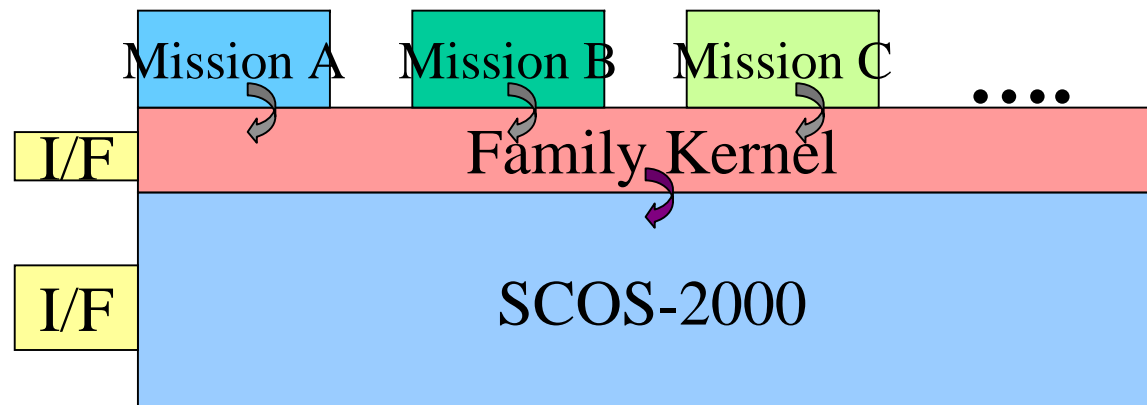 Mission A
Mission B
Mission C
....
I/F
Family Kernel
I/F
SCOS-2000